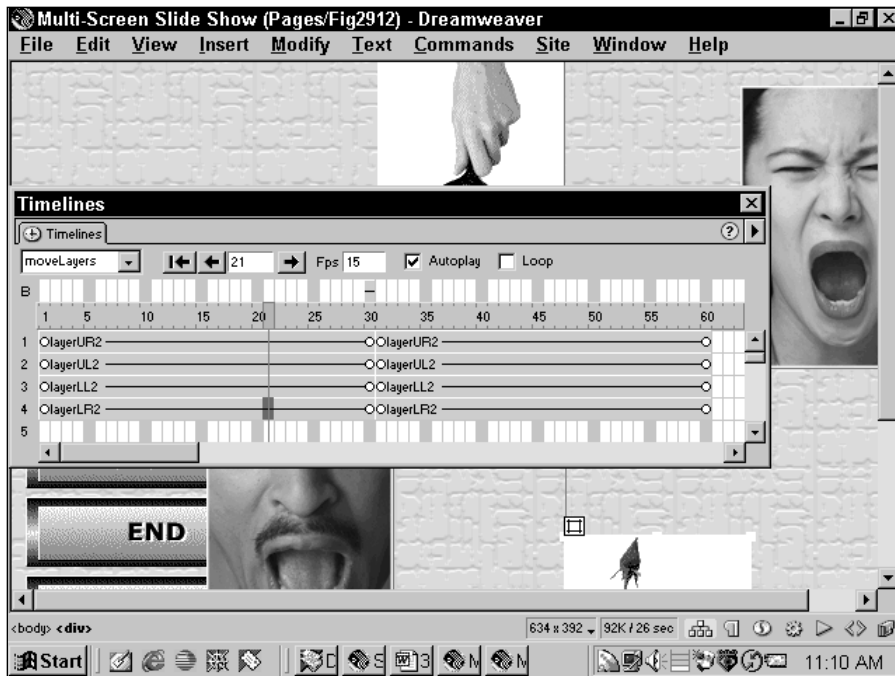 Multi-Screen Slide Show (Pages/Fig2912) - Dreamweaver
File Edit View Insert Modify Text Commands Site Window Help
Timelines
Timelines
moveLayers 21 Fps 15 Autoplay Loop
B
1 5 10 15 20 25 30 35 40 45 50 55 60
1 layerUR2 layerUR2
2 layerUL2 layerUL2
3 layerLL2 layerLL2
4 layerLR2 layerLR2
5
END
<body> <div> 634 x 392 92K / 26 sec
Start D S 3 M M 11:10 AM